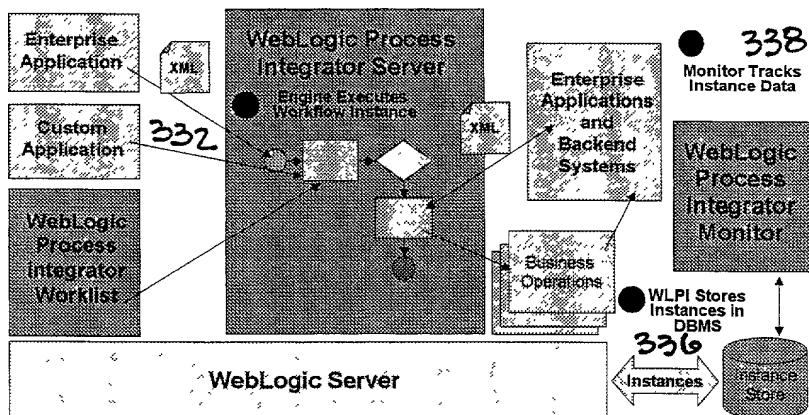 Enterprise
Application
XML
Custom
Application
332
WebLogic
Process
Integrator
Worklist
WebLogic Process
Integrator Server
Engine Executes
Workflow Instance
XML
Enterprise
Applications and
Backend
Systems
Business
Operations
338
Monitor Tracks
Instance Data
WebLogic
Process
Integrator
Monitor
WLPI Stores
Instances in
DBMS
336
WebLogic Server
Instances
Instance
Store